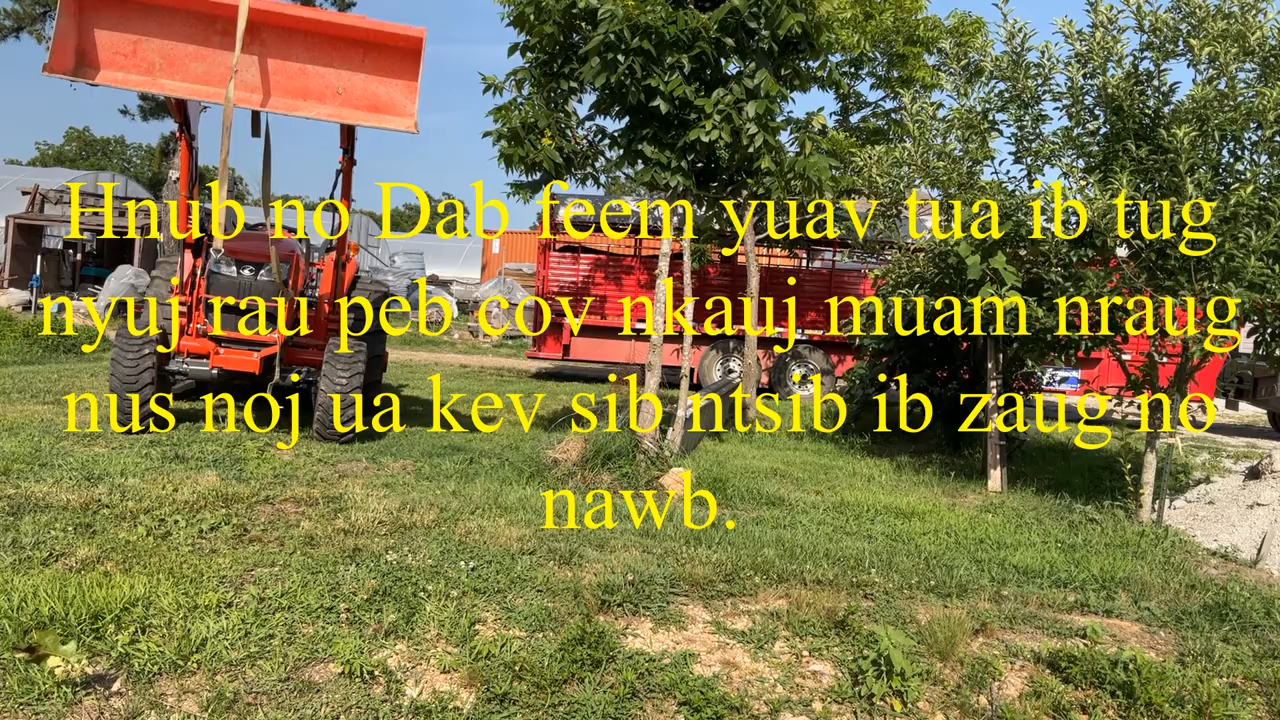 Hnub no Dab feem yuav tua ib tug
nyuj rau peb cov nkauj muam nraug
nus noj ua kev sib ntsib ib zaug no
nawb.